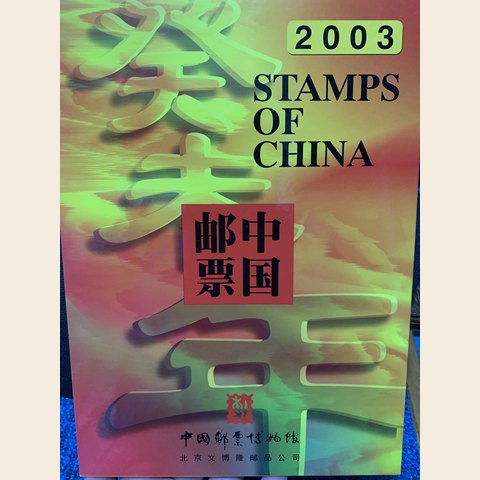 2003
STAMPS
OF
CHINA
癸未年
中国
邮票
中国邮票博物馆
北京文博隆邮品公司